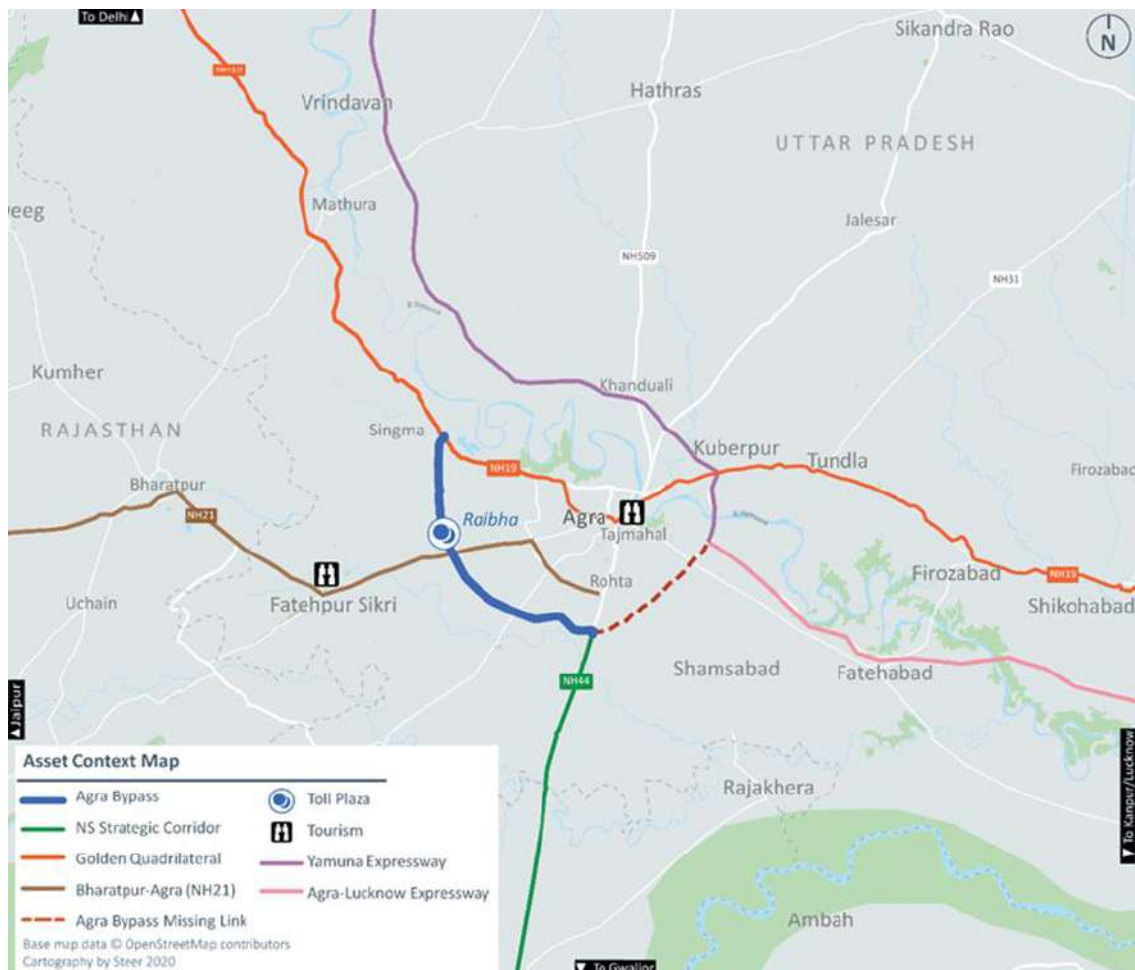 To Delhi ▲
Sikandra Rao
N
Vrindavan
Hathras
UTTAR PRADESH
Mathura
Jalesar
NH509
NH31
Kumher
RAJASTHAN
Khanduali
Singma
Kuberpur
Tundla
Firozabad
NH19
Bharatpur
NH21
Raibha
Agra
Tajmahal
Uchain
Fatehpur Sikri
Rohta
Firozabad
NH19
Shikohabad
Shamsabad
Fatehabad
NH44
▲ Jaipur
Rajakhera
▼ To Kanpur/Lucknow
Ambah
▼ To Gwalior
Asset Context Map
Agra Bypass
Toll Plaza
NS Strategic Corridor
Tourism
Golden Quadrilateral
Yamuna Expressway
Bharatpur-Agra (NH21)
Agra-Lucknow Expressway
Agra Bypass Missing Link
Base map data © OpenStreetMap contributors
Cartography by Steer 2020